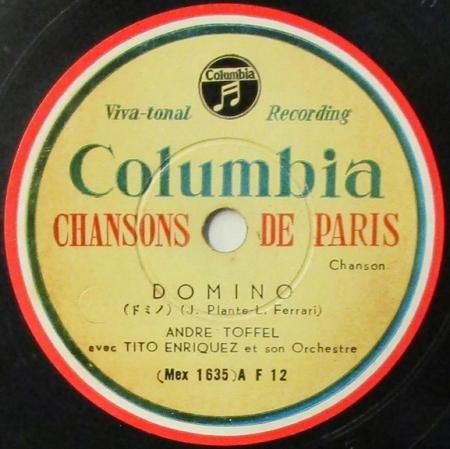 Columbia
Viva-tonal Recording
Columbia
CHANSONS DE PARIS
Chanson
DOMINO
(ドミノ) (J. Plante-L. Ferrari)
ANDRE TOFFEL
avec TITO ENRIQUEZ et son Orchestre
(Mex 1635) A F 12